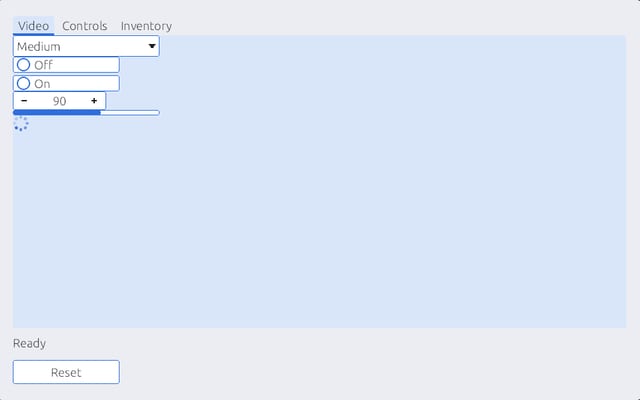 Video Controls Inventory
Medium
Off
On
- 90 +
Ready
Reset